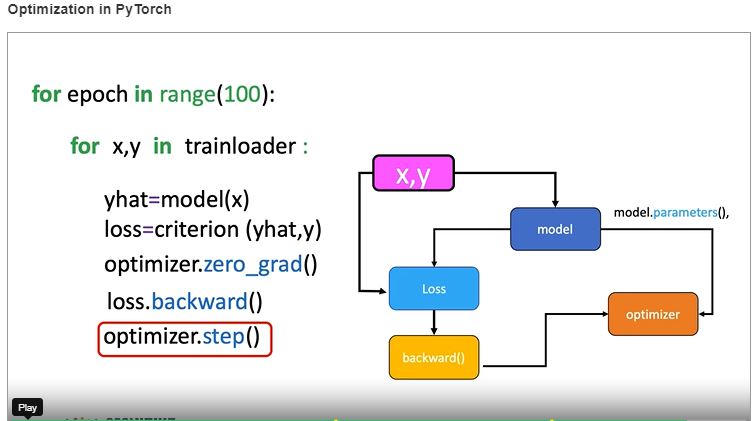 Optimization in PyTorch
for epoch in range(100):
for x,y in trainloader :
yhat=model(x)
loss=criterion (yhat,y)
optimizer.zero_grad()
loss.backward()
optimizer.step()
x,y
model
model.parameters(),
Loss
optimizer
backward()
Play